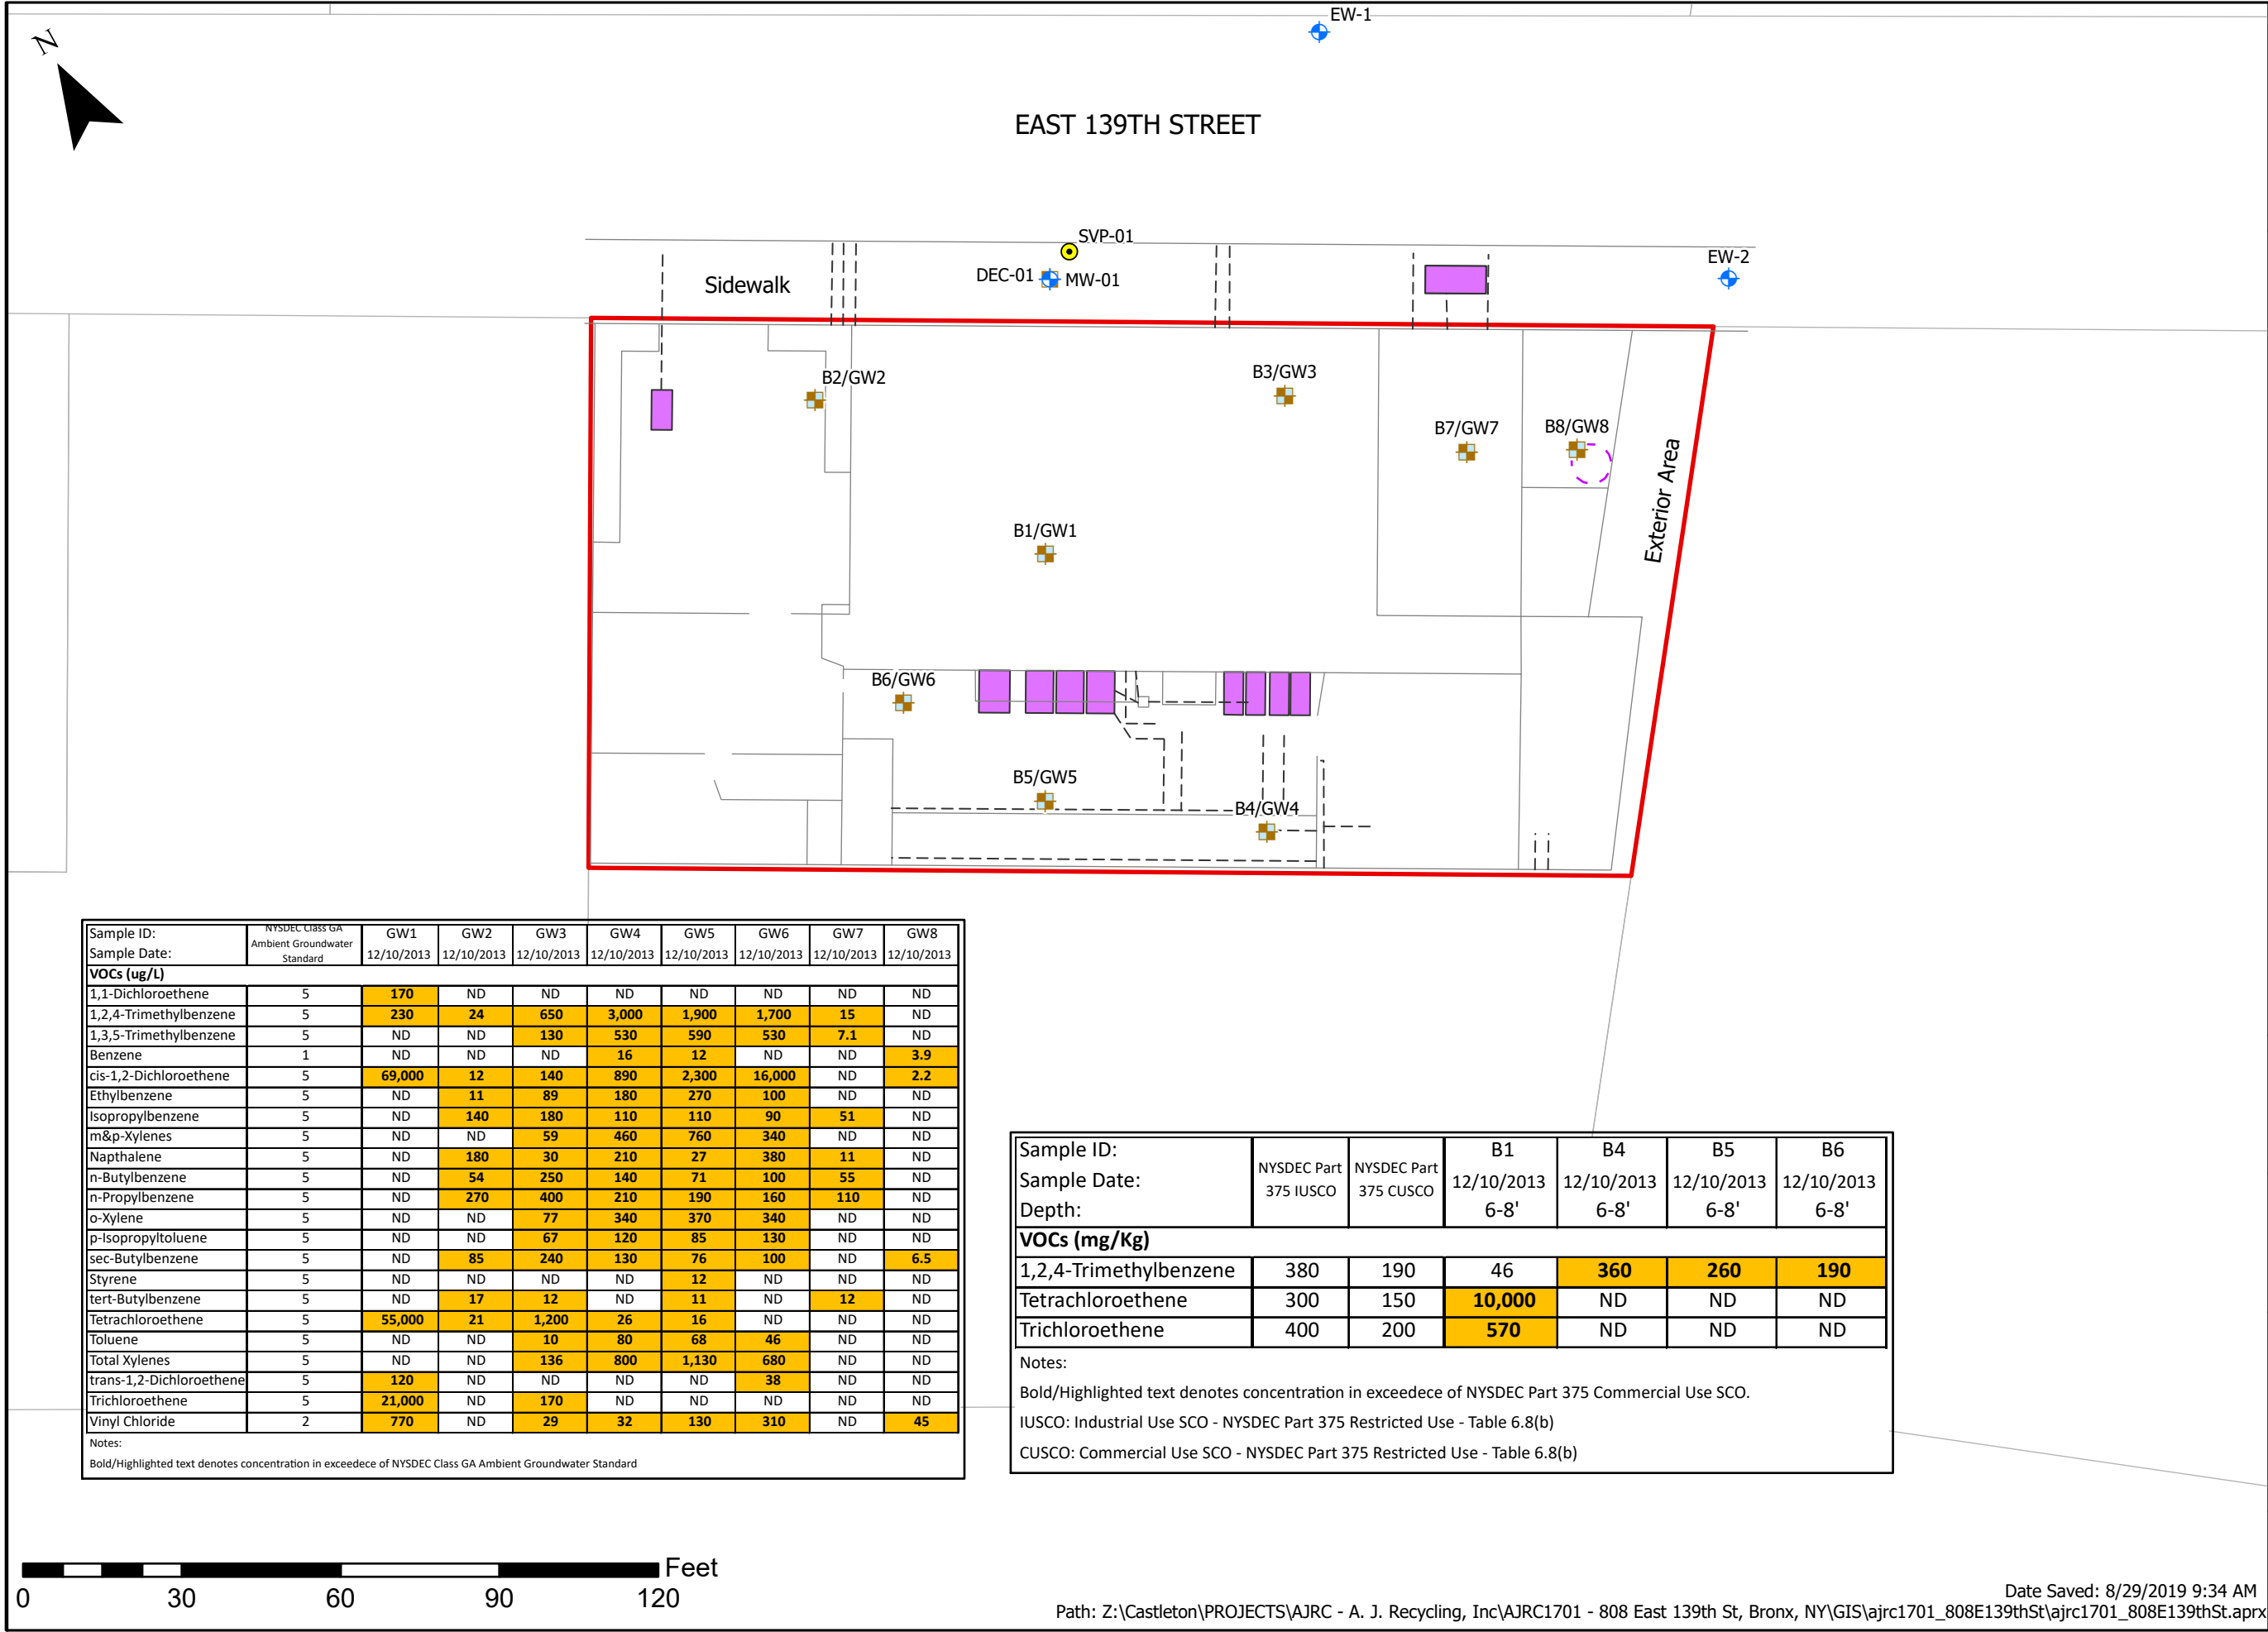 N
EW-1
EAST 139TH STREET
SVP-01
DEC-01 MW-01
EW-2
Sidewalk
B2/GW2
B3/GW3
B7/GW7
B8/GW8
Exterior Area
B1/GW1
B6/GW6
B5/GW5
B4/GW4
Sample ID: NYSDEC Class GA Ambient Groundwater Standard GW1 GW2 GW3 GW4 GW5 GW6 GW7 GW8
Sample Date: 12/10/2013 12/10/2013 12/10/2013 12/10/2013 12/10/2013 12/10/2013 12/10/2013 12/10/2013
VOCs (ug/L)
1,1-Dichloroethene 5 170 ND ND ND ND ND ND ND
1,2,4-Trimethylbenzene 5 230 24 650 3,000 1,900 1,700 15 ND
1,3,5-Trimethylbenzene 5 ND ND 130 530 590 530 7.1 ND
Benzene 1 ND ND ND 16 12 ND ND 3.9
cis-1,2-Dichloroethene 5 69,000 12 140 890 2,300 16,000 ND 2.2
Ethylbenzene 5 ND 11 89 180 270 100 ND ND
Isopropylbenzene 5 ND 140 180 110 110 90 51 ND
m&p-Xylenes 5 ND ND 59 460 760 340 ND ND
Napthalene 5 ND 180 30 210 27 380 11 ND
n-Butylbenzene 5 ND 54 250 140 71 100 55 ND
n-Propylbenzene 5 ND 270 400 210 190 160 110 ND
o-Xylene 5 ND ND 77 340 370 340 ND ND
p-Isopropyltoluene 5 ND ND 67 120 85 130 ND ND
sec-Butylbenzene 5 ND 85 240 130 76 100 ND 6.5
Styrene 5 ND ND ND ND 12 ND ND ND
tert-Butylbenzene 5 ND 17 12 ND 11 ND 12 ND
Tetrachloroethene 5 55,000 21 1,200 26 16 ND ND ND
Toluene 5 ND ND 10 80 68 46 ND ND
Total Xylenes 5 ND ND 136 800 1,130 680 ND ND
trans-1,2-Dichloroethene 5 120 ND ND ND ND 38 ND ND
Trichloroethene 5 21,000 ND 170 ND ND ND ND ND
Vinyl Chloride 2 770 ND 29 32 130 310 ND 45
Notes:
Bold/Highlighted text denotes concentration in exceedece of NYSDEC Class GA Ambient Groundwater Standard
Sample ID: NYSDEC Part 375 IUSCO NYSDEC Part 375 CUSCO B1 B4 B5 B6
Sample Date: 12/10/2013 12/10/2013 12/10/2013 12/10/2013
Depth: 6-8' 6-8' 6-8' 6-8'
VOCs (mg/Kg)
1,2,4-Trimethylbenzene 380 190 46 360 260 190
Tetrachloroethene 300 150 10,000 ND ND ND
Trichloroethene 400 200 570 ND ND ND
Notes:
Bold/Highlighted text denotes concentration in exceedece of NYSDEC Part 375 Commercial Use SCO.
IUSCO: Industrial Use SCO - NYSDEC Part 375 Restricted Use - Table 6.8(b)
CUSCO: Commercial Use SCO - NYSDEC Part 375 Restricted Use - Table 6.8(b)
Feet
0 30 60 90 120
Date Saved: 8/29/2019 9:34 AM
Path: Z:\Castleton\PROJECTS\AJRC - A. J. Recycling, Inc\AJRC1701 - 808 East 139th St, Bronx, NY\GIS\ajrc1701_808E139thSt\ajrc1701_808E139thSt.aprx